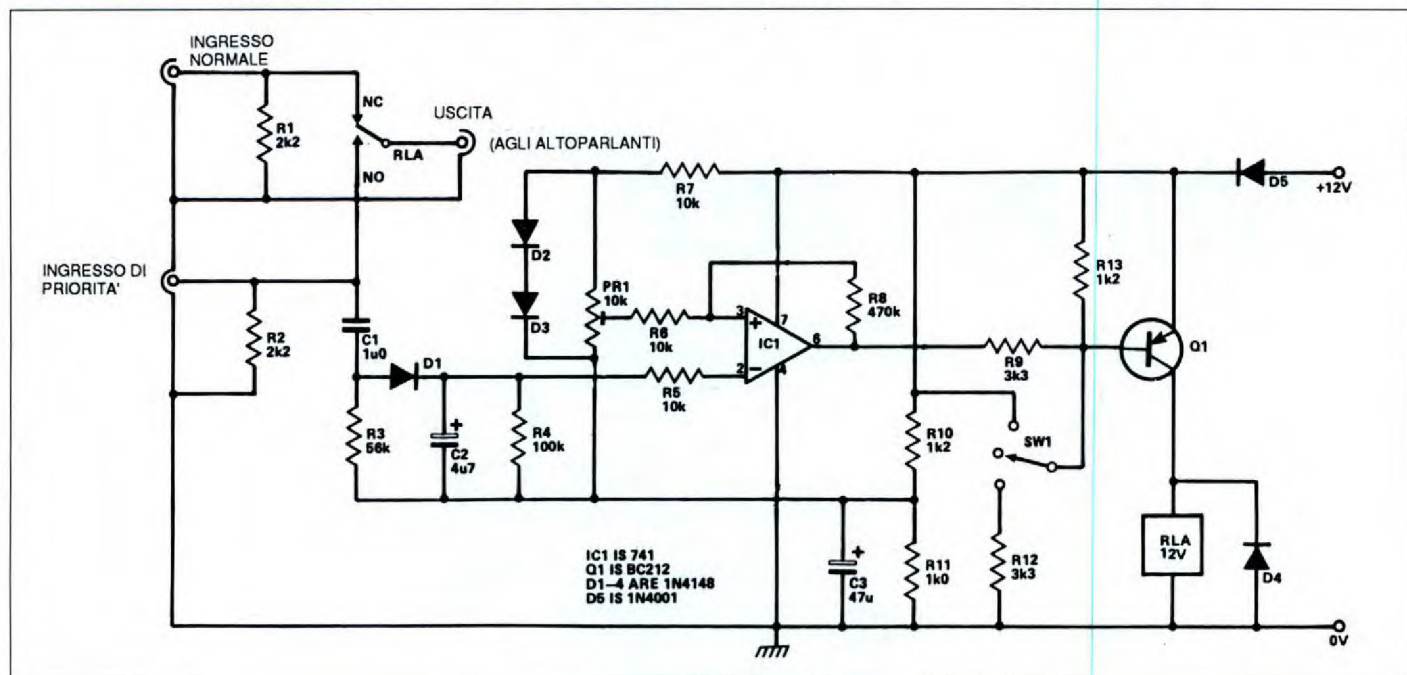 INGRESSO
NORMALE
R1
2k2
NC
NO
RLA
USCITA
(AGLI ALTOPARLANTI)
INGRESSO DI
PRIORITA'
R2
2k2
C1
1u0
D1
R3
56k
C2
4u7
R4
100k
D2
D3
PR1
10k
R7
10k
R6
10k
R5
10k
3
+
2
–
IC1
7
4
6
R8
470k
R9
3k3
R10
1k2
SW1
R11
1k0
R12
3k3
C3
47u
+
+
R13
1k2
Q1
D5
+12V
RLA
12V
D4
0V
IC1 IS 741
Q1 IS BC212
D1–4 ARE 1N4148
D5 IS 1N4001